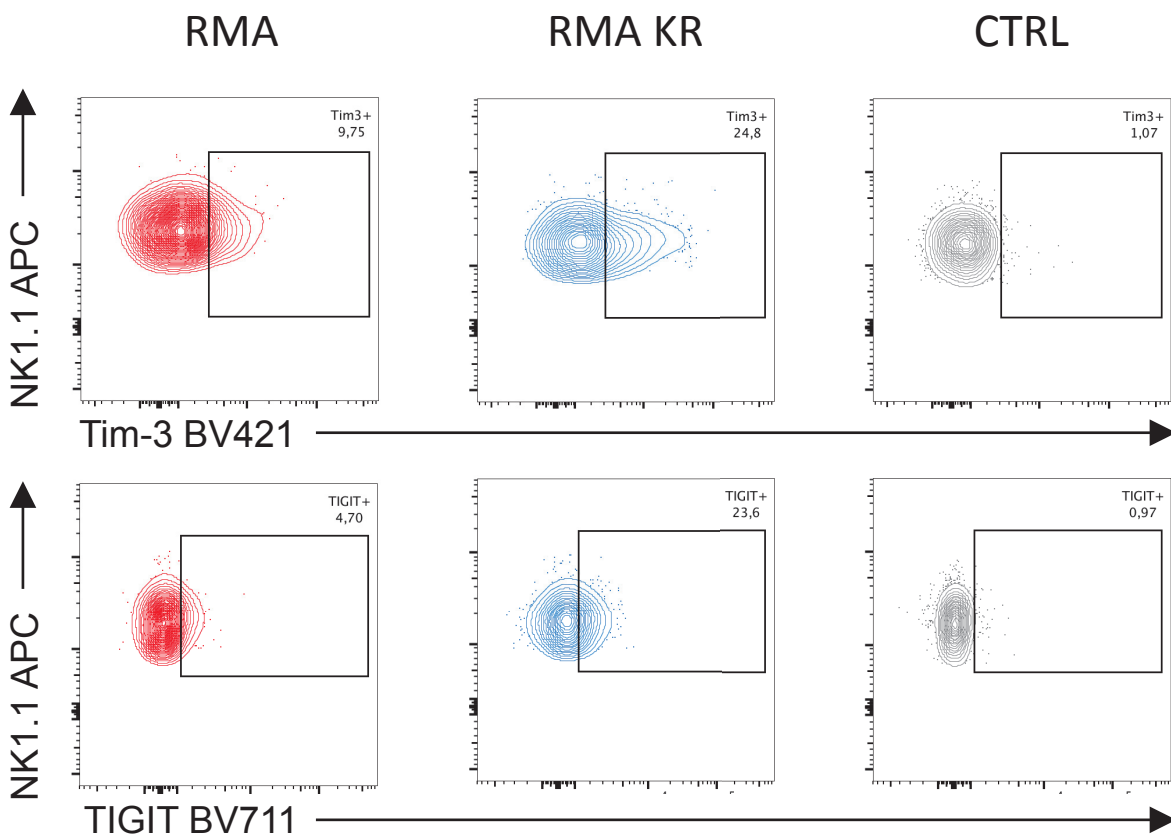 RMA
RMA KR
CTRL
NK1.1 APC
Tim3+
9,75
Tim3+
24,8
Tim3+
1,07
Tim-3 BV421
NK1.1 APC
TIGIT+
4,70
TIGIT+
23,6
TIGIT+
0,97
TIGIT BV711